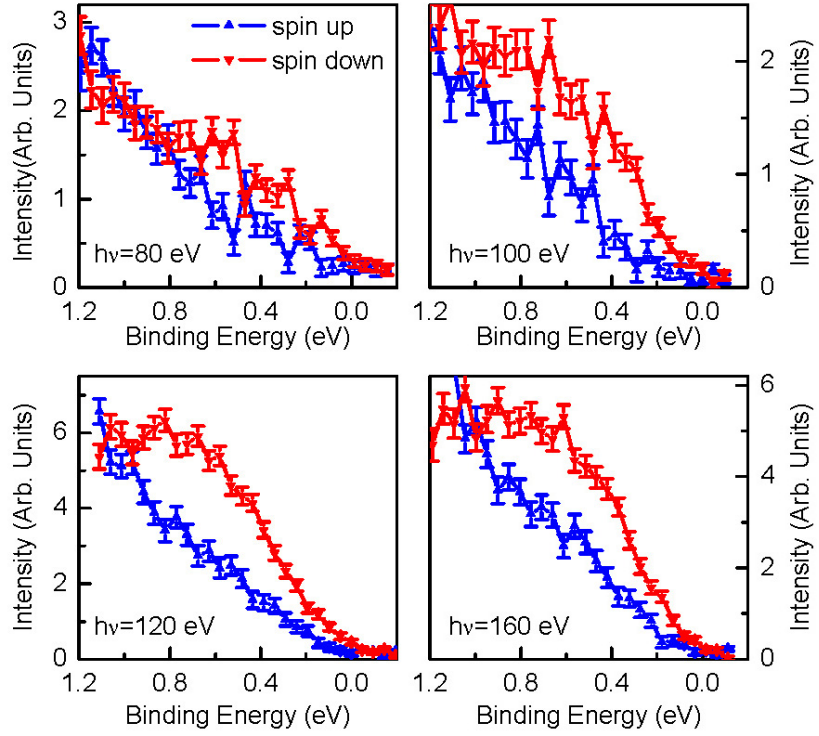 spin up
spin down
Intensity(Arb. Units)
3
2
1
0
hν=80 eV
1.2 0.8 0.4 0.0
Binding Energy (eV)
Intensity (Arb. Units)
2
1
0
hν=100 eV
1.2 0.8 0.4 0.0
Binding Energy (eV)
Intensity (Arb. Units)
6
4
2
0
hν=120 eV
1.2 0.8 0.4 0.0
Binding Energy (eV)
Intensity (Arb. Units)
6
4
2
0
hν=160 eV
1.2 0.8 0.4 0.0
Binding Energy (eV)